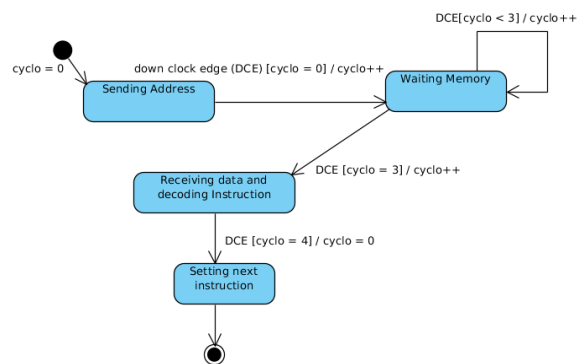 DCE[cyclo < 3] / cyclo++
cyclo = 0
down clock edge (DCE) [cyclo = 0] / cyclo++
Sending Address
Waiting Memory
DCE [cyclo = 3] / cyclo++
Receiving data and
decoding Instruction
DCE [cyclo = 4] / cyclo = 0
Setting next
instruction